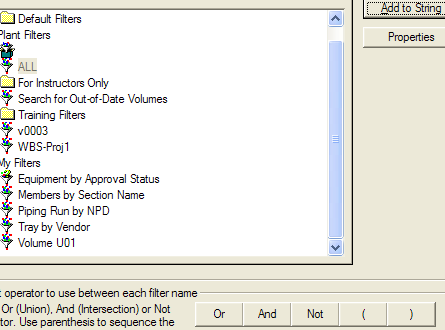 Default Filters
Plant Filters
ALL
For Instructors Only
Search for Out-of-Date Volumes
Training Filters
v0003
WBS-Proj1
My Filters
Equipment by Approval Status
Members by Section Name
Piping Run by NPD
Tray by Vendor
Volume U01
Add to String
Properties
t operator to use between each filter name
Or (Union), And (Intersection) or Not
tor. Use parenthesis to sequence the
Or And Not ( )